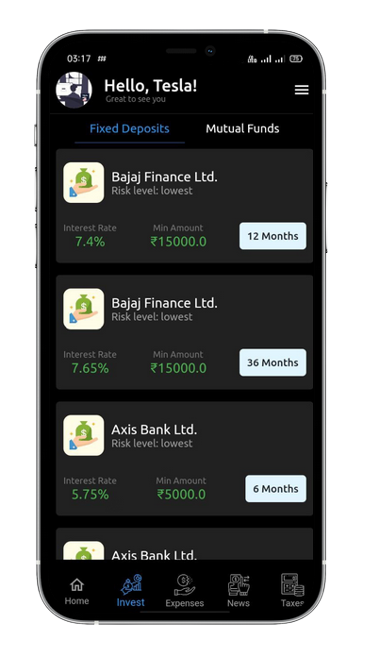 03:17
75
Hello, Tesla!
Great to see you
Fixed Deposits Mutual Funds
Bajaj Finance Ltd.
Risk level: lowest
Interest Rate Min Amount
7.4% ₹15000.0 12 Months
Bajaj Finance Ltd.
Risk level: lowest
Interest Rate Min Amount
7.65% ₹15000.0 36 Months
Axis Bank Ltd.
Risk level: lowest
Interest Rate Min Amount
5.75% ₹5000.0 6 Months
Axis Bank Ltd.
Home Invest Expenses News Taxes